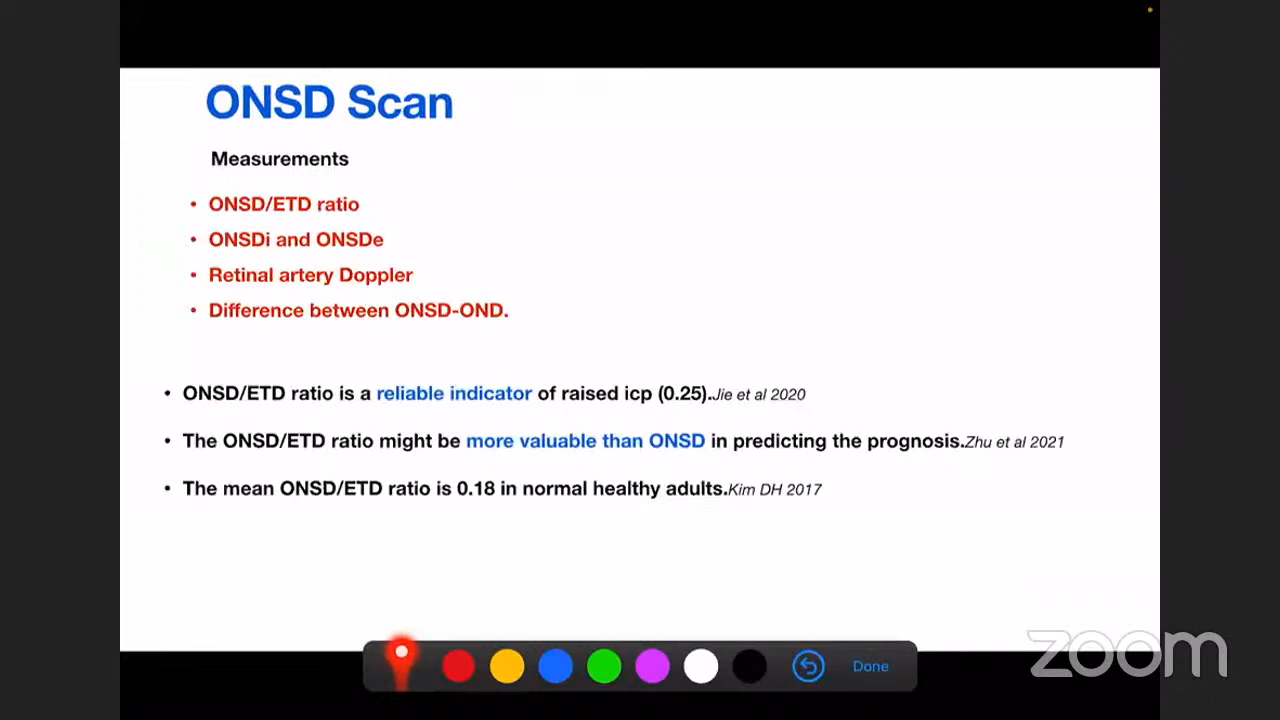 ONSD Scan
Measurements
• ONSD/ETD ratio
• ONSDi and ONSDe
• Retinal artery Doppler
• Difference between ONSD-OND.
• ONSD/ETD ratio is a reliable indicator of raised icp (0.25).Jie et al 2020
• The ONSD/ETD ratio might be more valuable than ONSD in predicting the prognosis.Zhu et al 2021
• The mean ONSD/ETD ratio is 0.18 in normal healthy adults.Kim DH 2017
Done
zoom